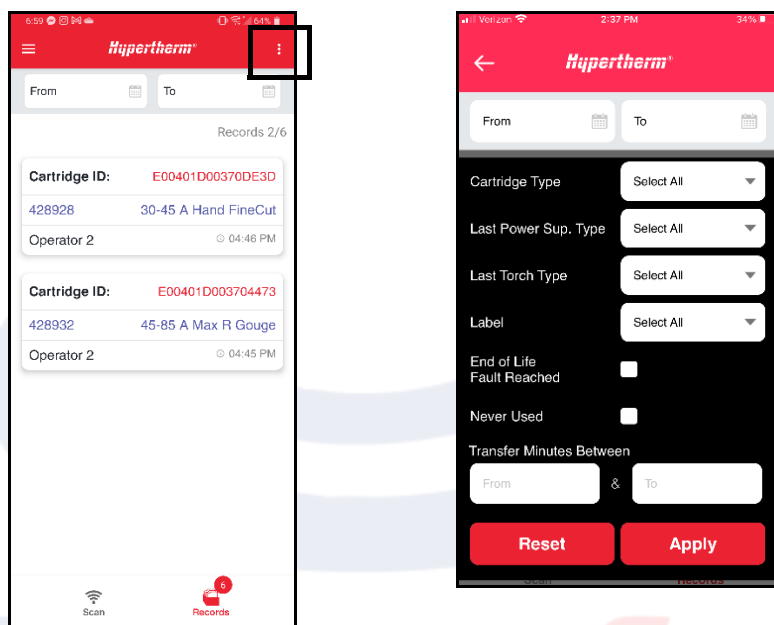 6:59 64%
Hypertherm®
From To
Records 2/6
Cartridge ID: E00401D00370DE3D
428928 30-45 A Hand FineCut
Operator 2 04:46 PM
Cartridge ID: E00401D003704473
428932 45-85 A Max R Gouge
Operator 2 04:45 PM
6
Scan Records
Verizon 2:37 PM 34%
Hypertherm®
From To
Cartridge Type Select All
Last Power Sup. Type Select All
Last Torch Type Select All
Label Select All
End of Life
Fault Reached
Never Used
Transfer Minutes Between
From & To
Reset Apply
Scan Records